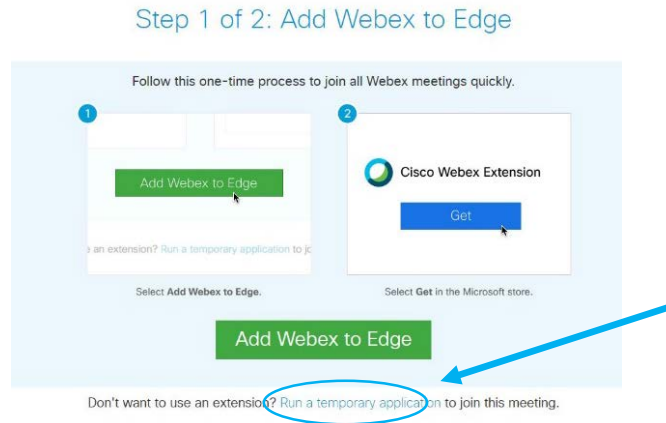 Step 1 of 2: Add Webex to Edge
Follow this one-time process to join all Webex meetings quickly.
1
Add Webex to Edge
an extension? Run a temporary application to jo
Select Add Webex to Edge.
2
Cisco Webex Extension
Get
Select Get in the Microsoft store.
Add Webex to Edge
Don't want to use an extension? Run a temporary application to join this meeting.